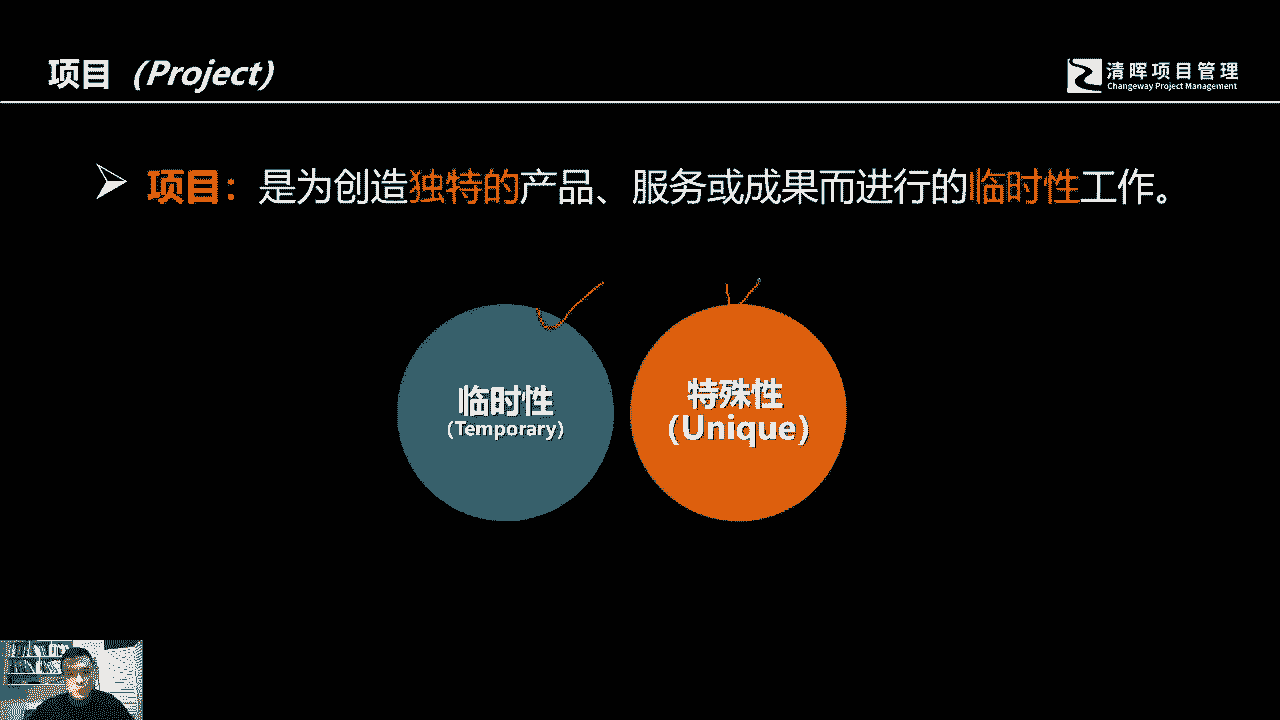 项目（Project）
清晖项目管理
Changeway Project Management
项目：是为创造独特的产品、服务或成果而进行的临时性工作。
临时性
(Temporary)
特殊性
(Unique)